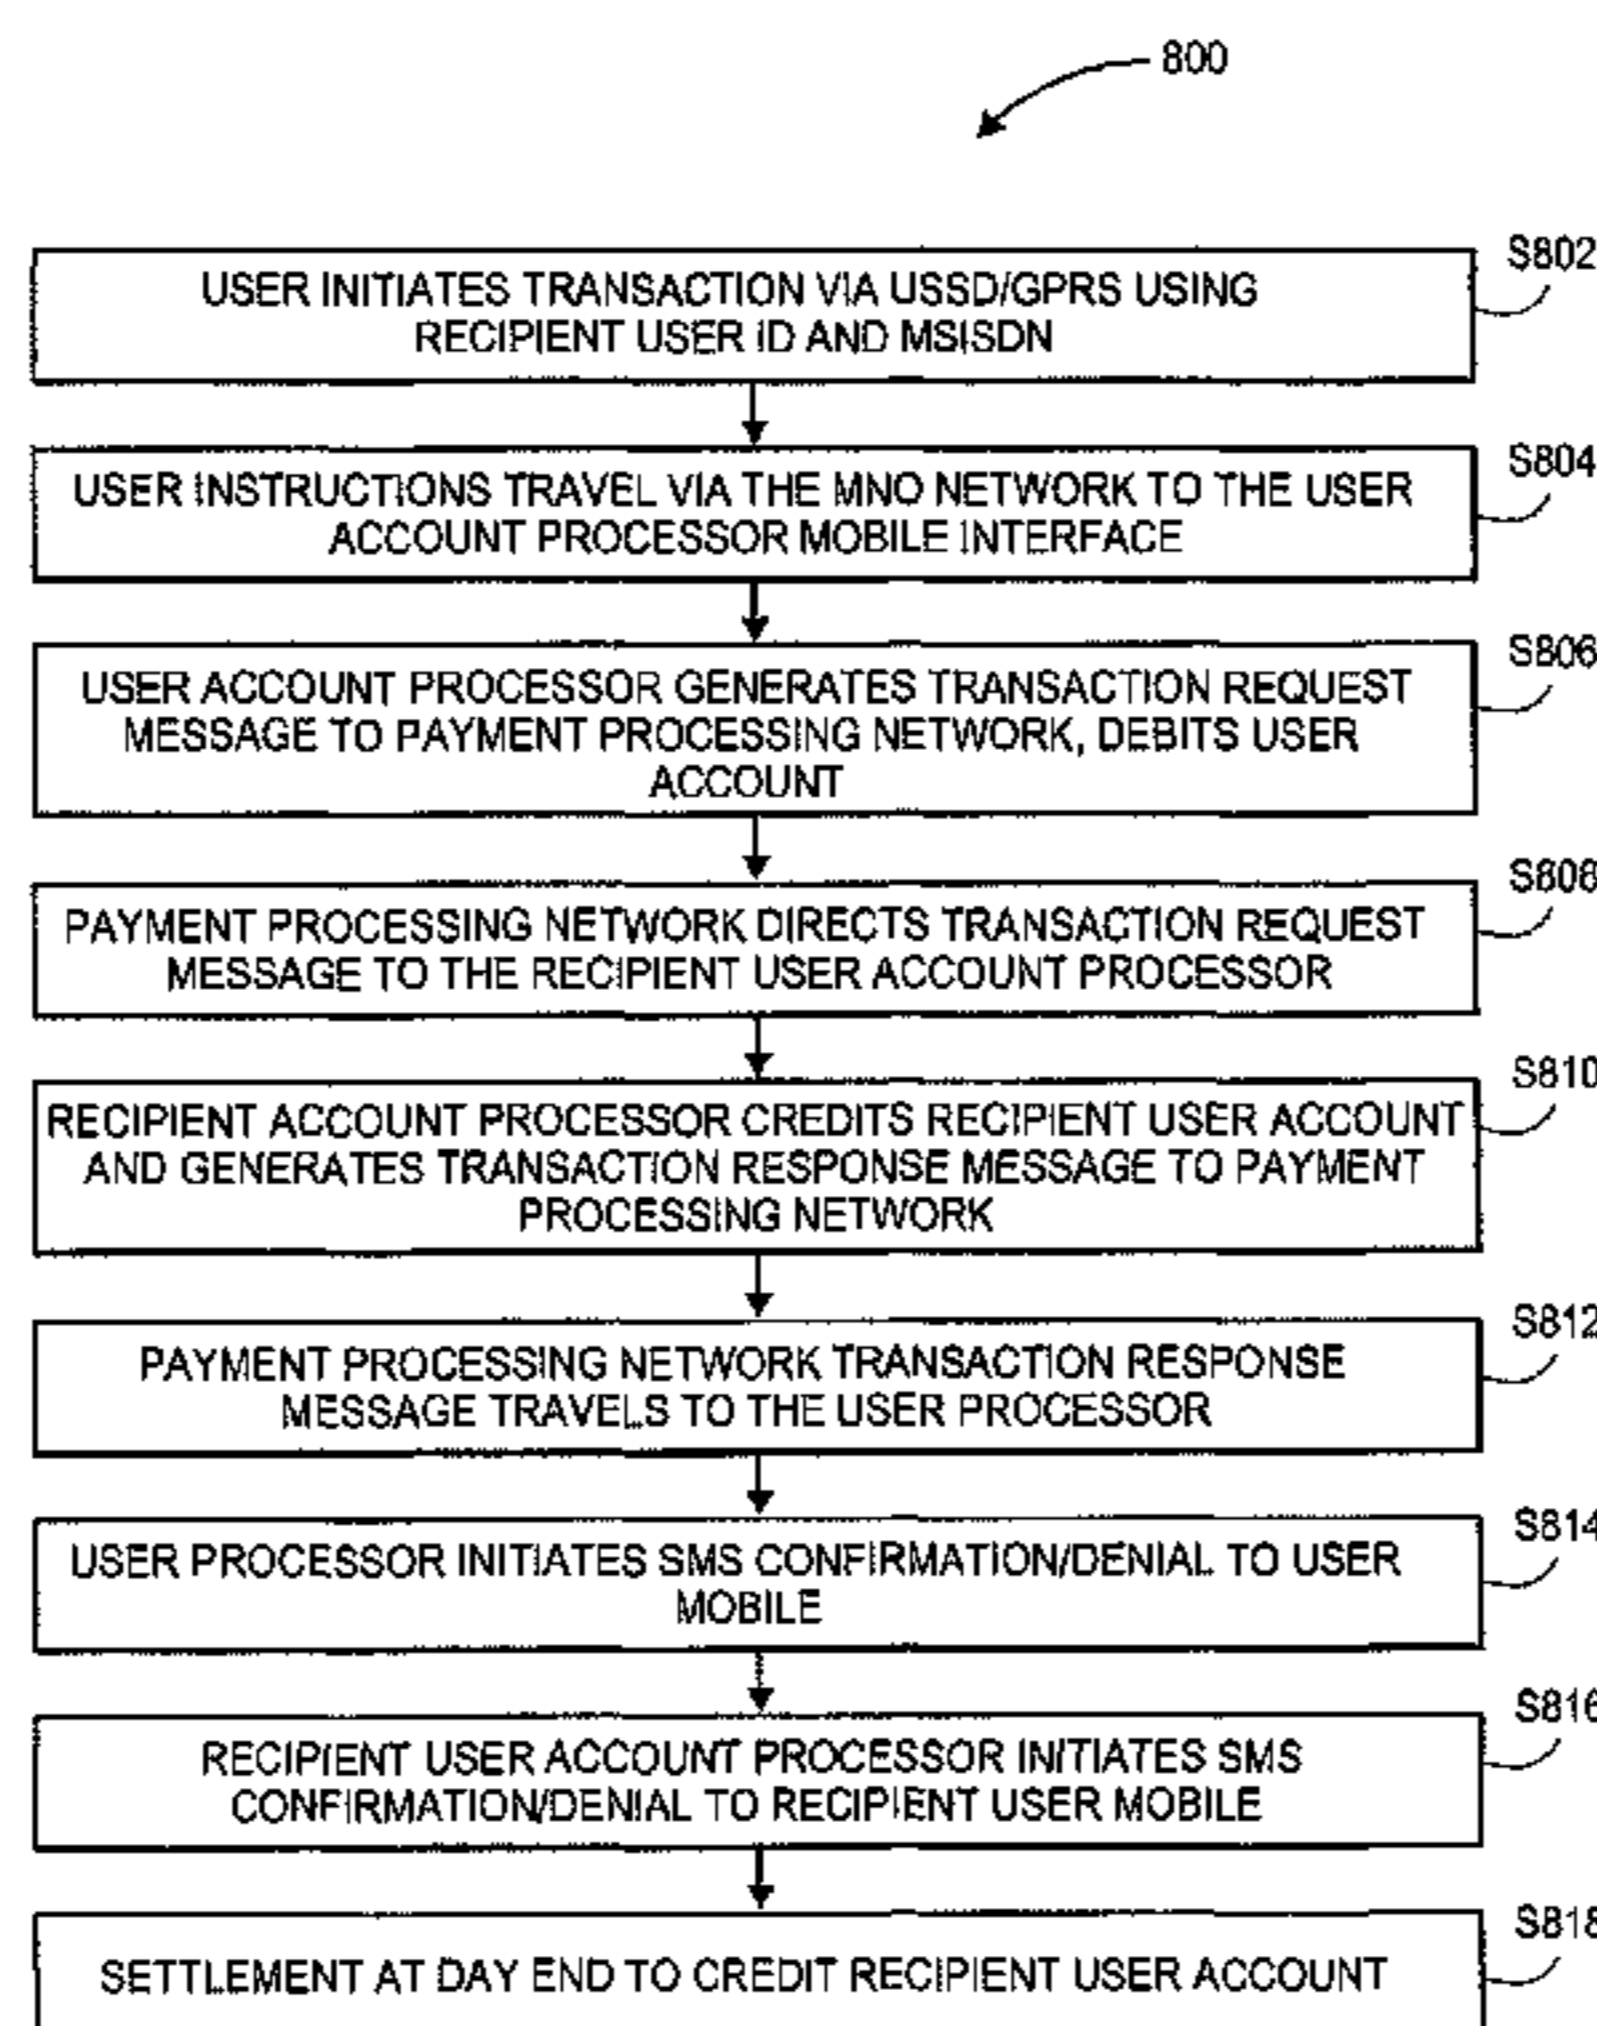 800
S802
USER INITIATES TRANSACTION VIA USSD/GPRS USING
RECIPIENT USER ID AND MSISDN
S804
USER INSTRUCTIONS TRAVEL VIA THE MNO NETWORK TO THE USER
ACCOUNT PROCESSOR MOBILE INTERFACE
S806
USER ACCOUNT PROCESSOR GENERATES TRANSACTION REQUEST
MESSAGE TO PAYMENT PROCESSING NETWORK, DEBITS USER
ACCOUNT
S808
PAYMENT PROCESSING NETWORK DIRECTS TRANSACTION REQUEST
MESSAGE TO THE RECIPIENT USER ACCOUNT PROCESSOR
S810
RECIPIENT ACCOUNT PROCESSOR CREDITS RECIPIENT USER ACCOUNT
AND GENERATES TRANSACTION RESPONSE MESSAGE TO PAYMENT
PROCESSING NETWORK
S812
PAYMENT PROCESSING NETWORK TRANSACTION RESPONSE
MESSAGE TRAVELS TO THE USER PROCESSOR
S814
USER PROCESSOR INITIATES SMS CONFIRMATION/DENIAL TO USER
MOBILE
S816
RECIPIENT USER ACCOUNT PROCESSOR INITIATES SMS
CONFIRMATION/DENIAL TO RECIPIENT USER MOBILE
S818
SETTLEMENT AT DAY END TO CREDIT RECIPIENT USER ACCOUNT